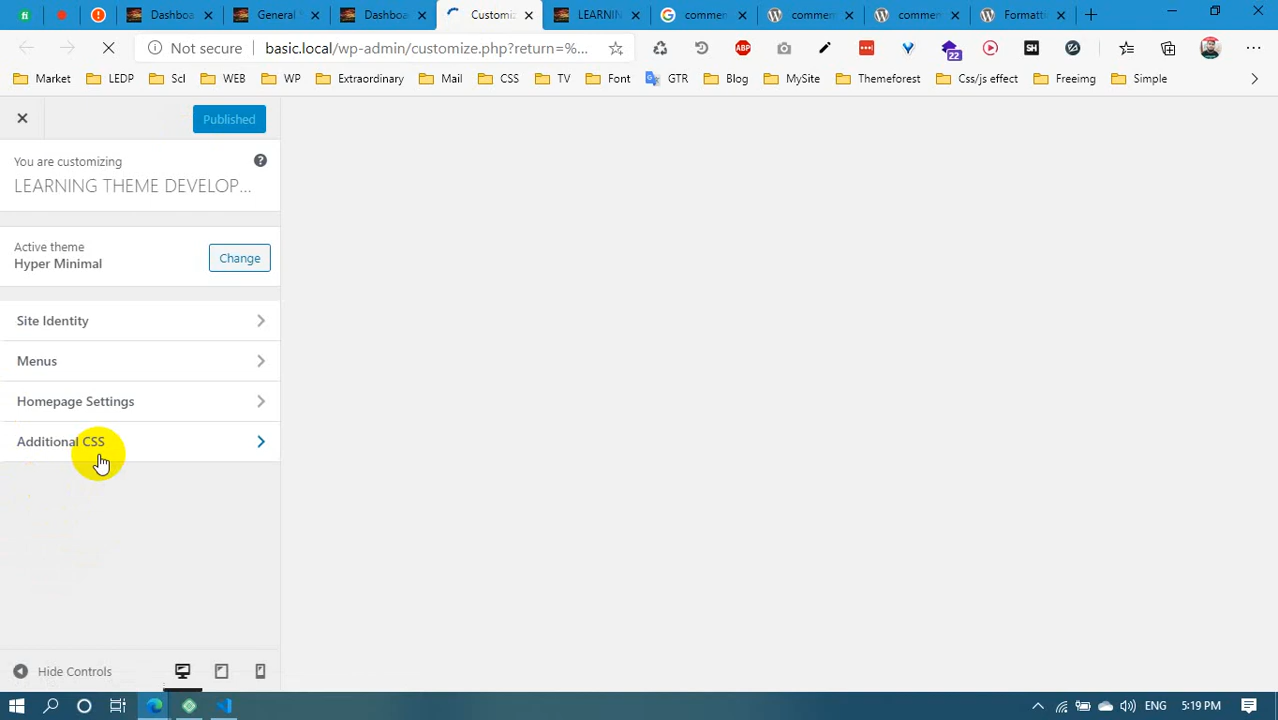 Dashboa
General S
Dashboa
Customiz
LEARNIN
commen
commen
commen
Formatti
Not secure
basic.local/wp-admin/customize.php?return=%...
ABP
22
SH
Market
LEDP
Scl
WEB
WP
Extraordinary
Mail
CSS
TV
Font
GTR
Blog
MySite
Themeforest
Css/js effect
Freeimg
Simple
Published
You are customizing
LEARNING THEME DEVELOP...
Active theme
Hyper Minimal
Change
Site Identity
Menus
Homepage Settings
Additional CSS
Hide Controls
ENG
5:19 PM